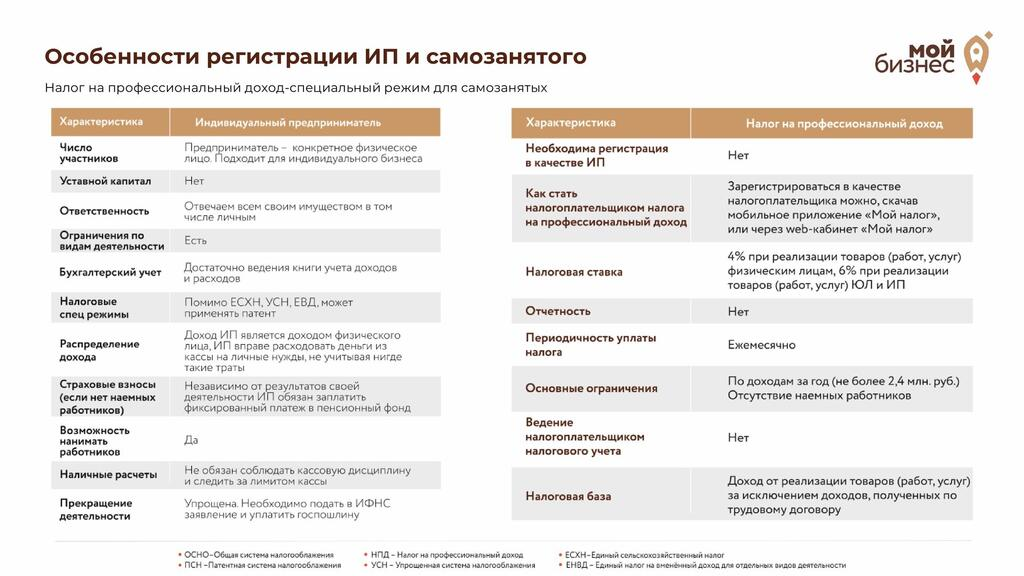 Особенности регистрации ИП и самозанятого
мой
бизнес
Налог на профессиональный доход-специальный режим для самозанятых
Характеристика
Индивидуальный предприниматель
Число
участников
Предприниматель – конкретное физическое
лицо. Подходит для индивидуального бизнеса
Уставной капитал
Нет
Ответственность
Отвечаем всем своим имуществом в том
числе личным
Ограничения по
видам деятельности
Есть
Бухгалтерский учет
Достаточно ведения книги учета доходов
и расходов
Налоговые
спец режимы
Помимо ЕСХН, УСН, ЕВД, может
применять патент
Распределение
дохода
Доход ИП является доходом физического
лица, ИП вправе расходовать деньги из
кассы на личные нужды, не учитывая нигде
такие траты
Страховые взносы
(если нет наемных
работников)
Независимо от результатов своей
деятельности ИП обязан заплатить
фиксированный платеж в пенсионный фонд
Возможность
нанимать
работников
Да
Наличные расчеты
Не обязан соблюдать кассовую дисциплину
и следить за лимитом кассы
Прекращение
деятельности
Упрощена. Необходимо подать в ИФНС
заявление и уплатить госпошлину
Характеристика
Налог на профессиональный доход
Необходима регистрация
в качестве ИП
Нет
Как стать
налогоплательщиком налога
на профессиональный доход
Зарегистрироваться в качестве
налогоплательщика можно, скачав
мобильное приложение «Мой налог»,
или через web-кабинет «Мой налог»
Налоговая ставка
4% при реализации товаров (работ, услуг)
физическим лицам, 6% при реализации
товаров (работ, услуг) ЮЛ и ИП
Отчетность
Нет
Периодичность уплаты
налога
Ежемесячно
Основные ограничения
По доходам за год (не более 2,4 млн. руб.)
Отсутствие наемных работников
Ведение
налогоплательщиком
налогового учета
Нет
Налоговая база
Доход от реализации товаров (работ, услуг)
за исключением доходов, полученных по
трудовому договору
• ОСНО–Общая система налогообложения
• ПСН –Патентная система налогообложения
• НПД – Налог на профессиональный доход
• УСН – Упрощенная система налогообложения
• ЕСХН–Единый сельскохозяйственный налог
• ЕНВД – Единый налог на вменённый доход для отдельных видов деятельности